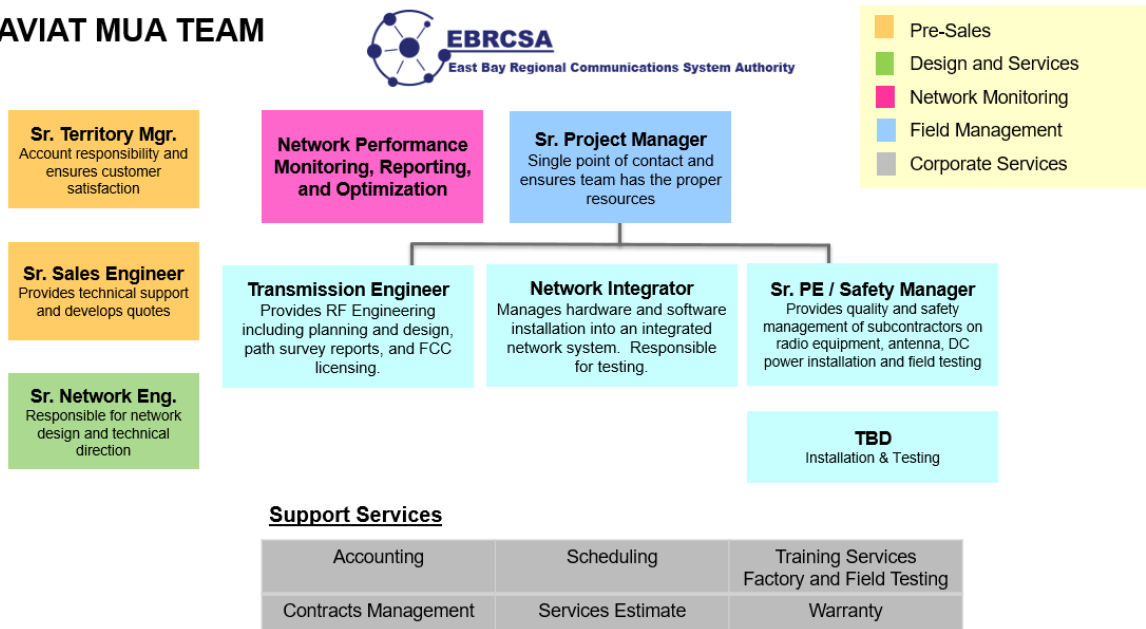 AVIAT MUA TEAM
EBRCSA
East Bay Regional Communications System Authority
Pre-Sales
Design and Services
Network Monitoring
Field Management
Corporate Services
Sr. Territory Mgr.
Account responsibility and
ensures customer
satisfaction
Network Performance
Monitoring, Reporting,
and Optimization
Sr. Project Manager
Single point of contact and
ensures team has the proper
resources
Sr. Sales Engineer
Provides technical support
and develops quotes
Transmission Engineer
Provides RF Engineering
including planning and design,
path survey reports, and FCC
licensing.
Network Integrator
Manages hardware and software
installation into an integrated
network system. Responsible
for testing.
Sr. PE / Safety Manager
Provides quality and safety
management of subcontractors on
radio equipment, antenna, DC
power installation and field testing
Sr. Network Eng.
Responsible for network
design and technical
direction
TBD
Installation & Testing
Support Services
Accounting
Scheduling
Training Services
Factory and Field Testing
Contracts Management
Services Estimate
Warranty